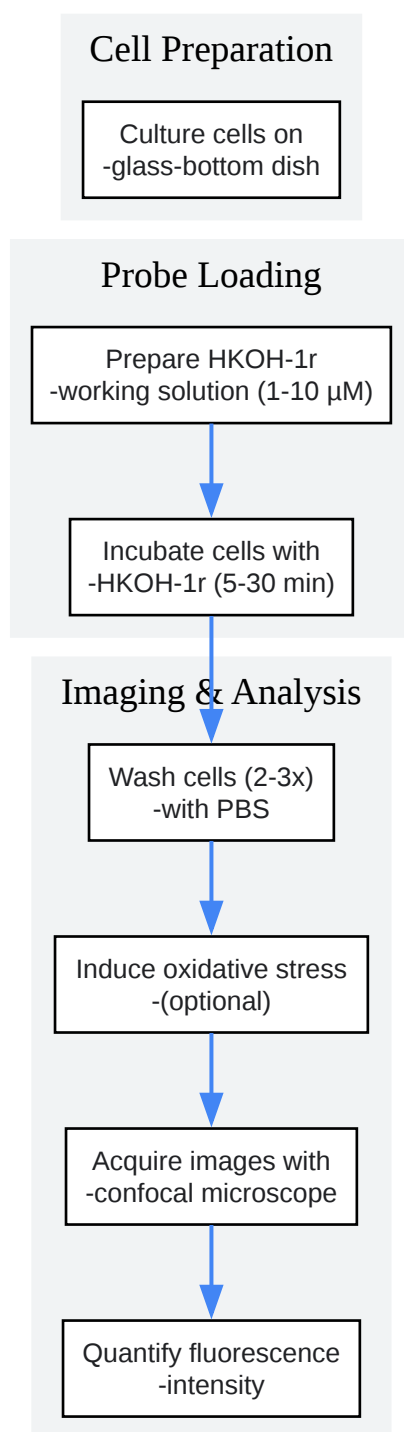 Cell Preparation
Culture cells on
-glass-bottom dish
Probe Loading
Prepare HKOH-1r
-working solution (1-10 µM)
Incubate cells with
-HKOH-1r (5-30 min)
Imaging & Analysis
Wash cells (2-3x)
-with PBS
Induce oxidative stress
-(optional)
Acquire images with
-confocal microscope
Quantify fluorescence
-intensity